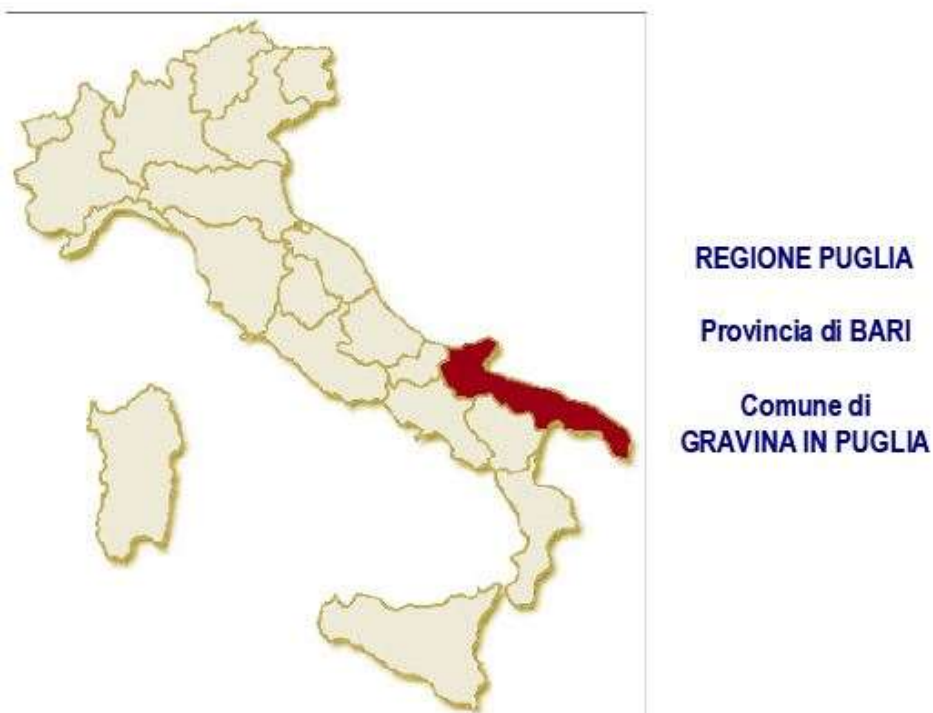 REGIONE PUGLIA
Provincia di BARI
Comune di
GRAVINA IN PUGLIA